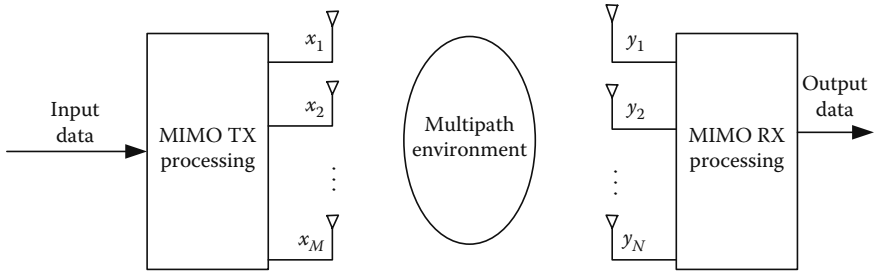 Input
data
MIMO TX
processing
x1
x2
⋮
xM
Multipath
environment
y1
y2
⋮
yN
MIMO RX
processing
Output
data